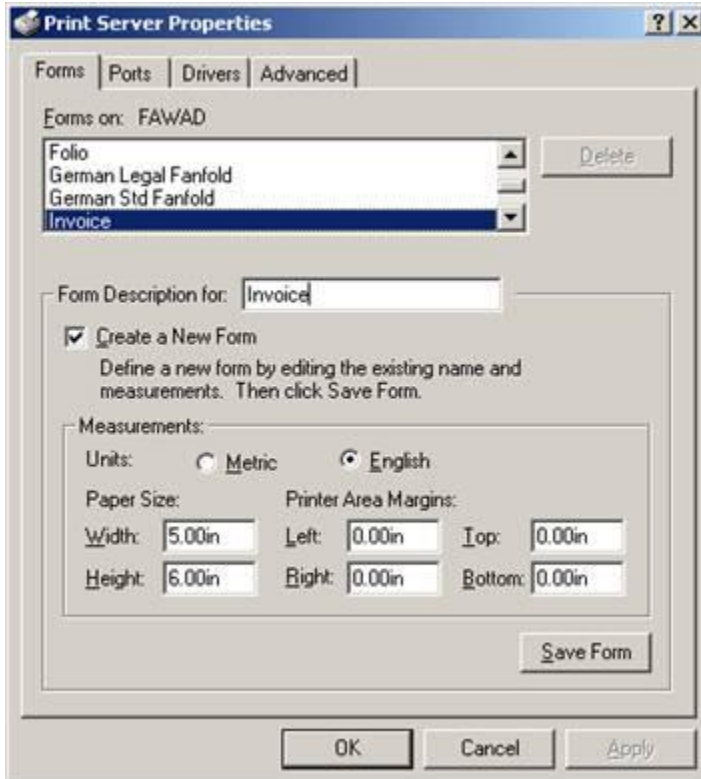 Print Server Properties
Forms Ports Drivers Advanced
Forms on: FAWAD
Folio
Delete
German Legal Fanfold
German Std Fanfold
Invoice
Form Description for: Invoice
Create a New Form
Define a new form by editing the existing name and
measurements. Then click Save Form.
Measurements:
Units: Metric English
Paper Size: Printer Area Margins:
Width: 5.00in Left: 0.00in Top: 0.00in
Height: 6.00in Right: 0.00in Bottom: 0.00in
Save Form
OK Cancel Apply